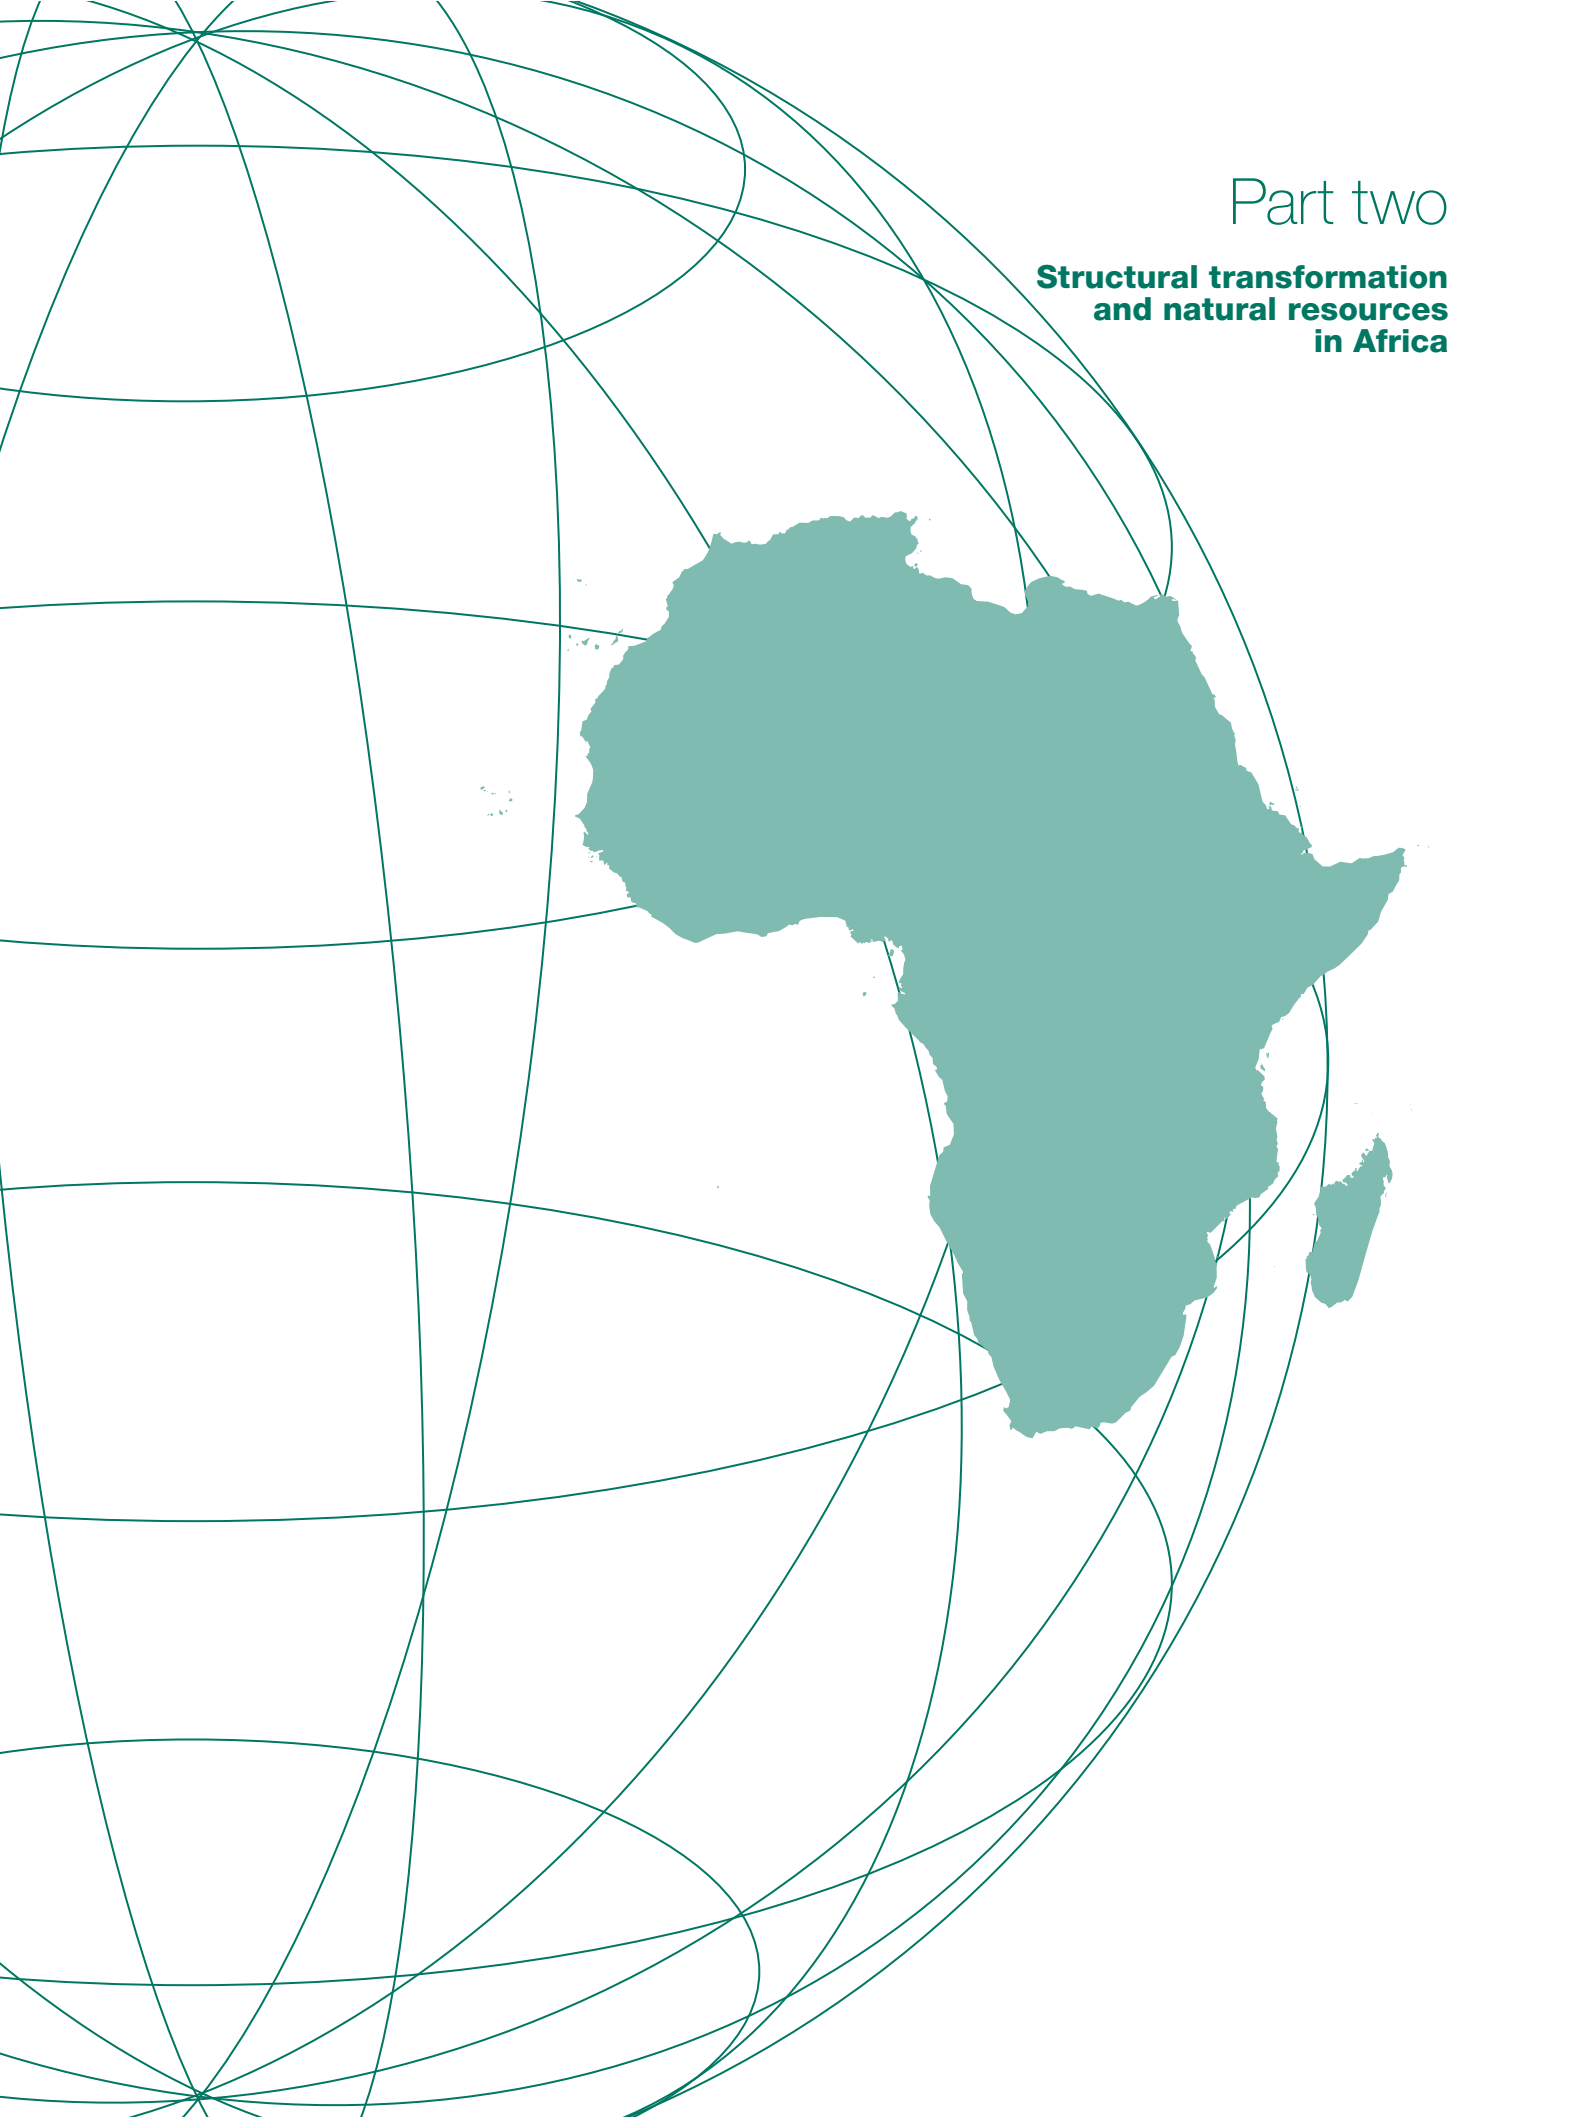 Part two
Structural transformation
and natural resources
in Africa